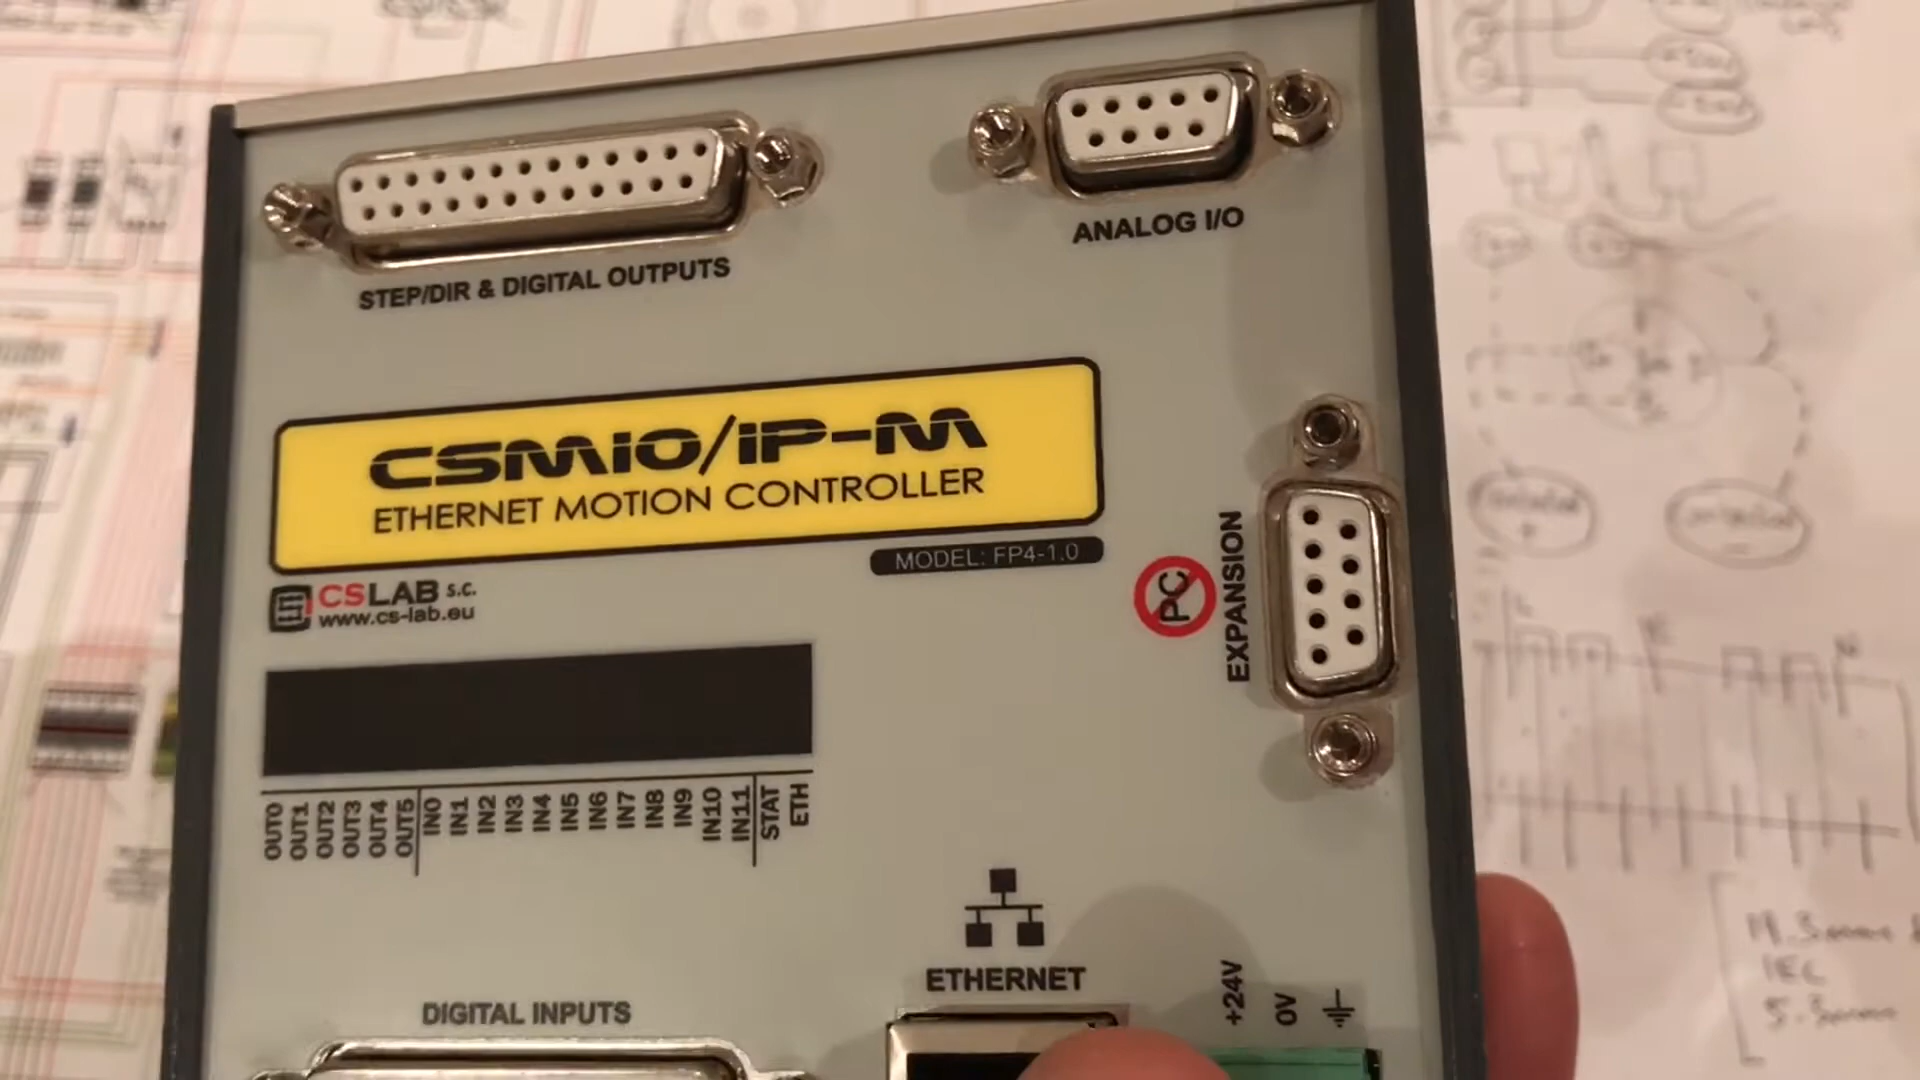 STEP/DIR & DIGITAL OUTPUTS
ANALOG I/O
CSMIO/IP-M
ETHERNET MOTION CONTROLLER
MODEL: FP4-1.0
CSLAB s.c.
www.cs-lab.eu
PC
EXPANSION
OUT0
OUT1
OUT2
OUT3
OUT4
OUT5
IN0
IN1
IN2
IN3
IN4
IN5
IN6
IN7
IN8
IN9
IN10
IN11
STAT
ETH
ETHERNET
DIGITAL INPUTS
+24V
0V